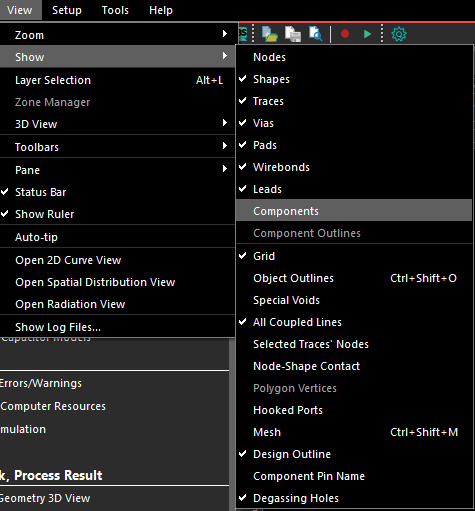 View Setup Tools Help
Zoom
Show
Layer Selection Alt+L
Zone Manager
3D View
Toolbars
Pane
Status Bar
Show Ruler
Auto-tip
Open 2D Curve View
Open Spatial Distribution View
Open Radiation View
Show Log Files...
Nodes
Shapes
Traces
Vias
Pads
Wirebonds
Leads
Components
Component Outlines
Grid
Object Outlines Ctrl+Shift+O
Special Voids
All Coupled Lines
Selected Traces' Nodes
Node-Shape Contact
Polygon Vertices
Hooked Ports
Mesh Ctrl+Shift+M
Design Outline
Component Pin Name
Degassing Holes
Capacitor Models
Errors/Warnings
Computer Resources
mulation
k, Process Result
Geometry 3D View